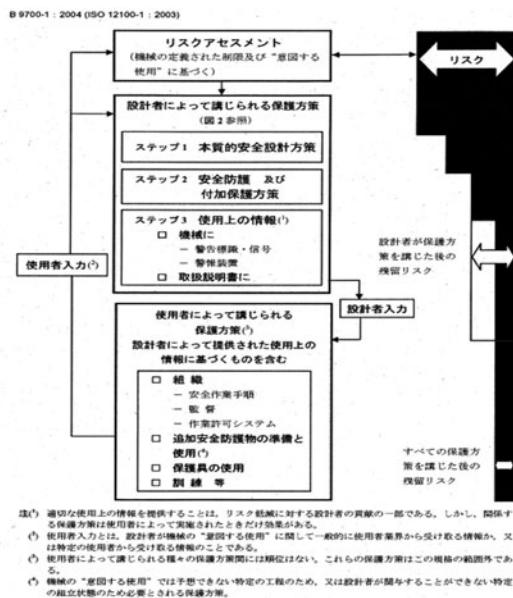 B 9700-1 : 2004 (ISO 12100-1 : 2003)
リスクアセスメント
(機械の定義された制限及び“意図する
使用”に基づく)
リスク
設計者によって講じられる保護方策
(図2参照)
ステップ1 本質的安全設計方策
ステップ2 安全防護 及び
付加保護方策
ステップ3 使用上の情報(¹)
□ 機械に
― 警告標識・信号
― 警報装置
□ 取扱説明書に
使用者入力(²)
設計者が保護方
策を講じた後の
残留リスク
設計者入力
使用者によって講じられる
保護方策(³)
設計者によって提供された使用上の
情報に基づくものを含む
□ 組織
― 安全作業手順
― 監督
― 作業許可システム
□ 追加安全防護物の準備と
使用(⁴)
□ 保護具の使用
□ 訓練 等
すべての保護方
策を講じた後の
残留リスク
注(¹) 適切な使用上の情報を提供することは，リスク低減に対する設計者の貢献の一部である。しかし，関係す
る保護方策は使用者によって実施されたときだけ効果がある。
(²) 使用者入力とは，設計者が機械の“意図する使用”に関して一般的に使用者業界から受け取る情報か，又
は特定の使用者から受け取る情報のことである。
(³) 使用者によって講じられる種々の保護方策間には順位はない。これらの保護方策はこの規格の範囲外であ
る。
(⁴) 機械の“意図する使用”では予想できない特定の工程のため，又は設計者が関与することができない特定
の組立状態のため必要とされる保護方策。